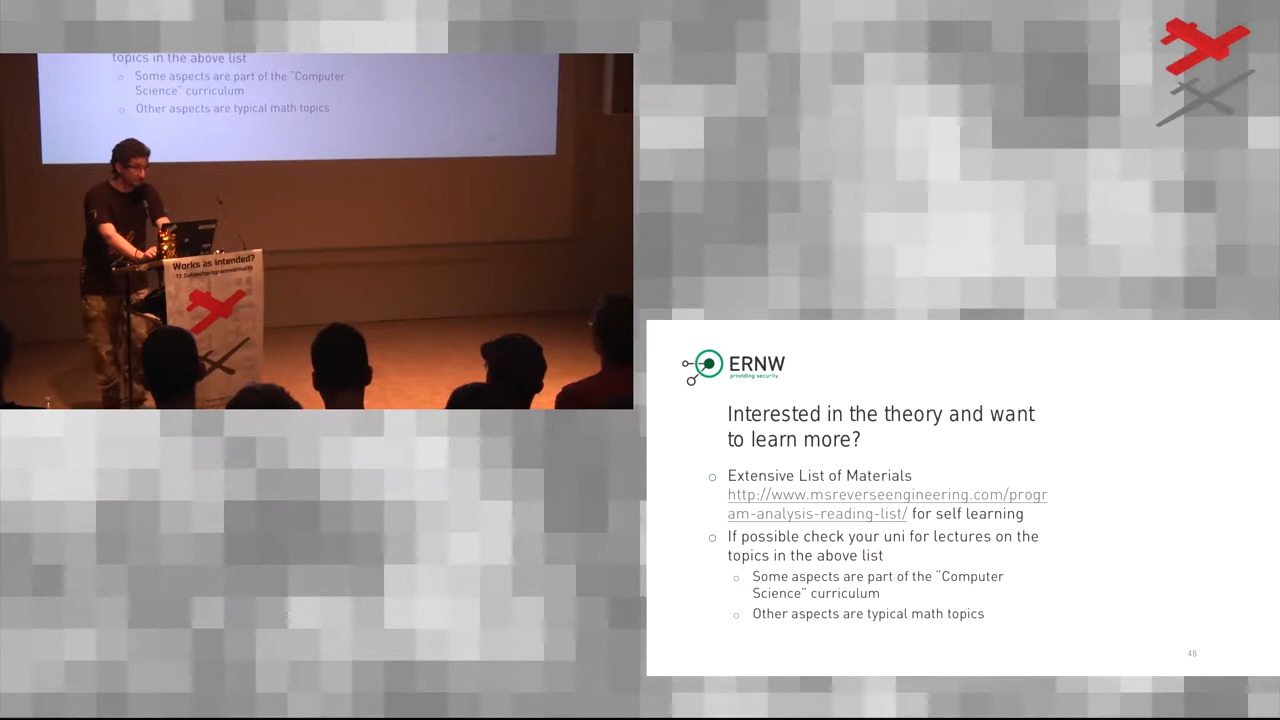 topics in the above list
Some aspects are part of the "Computer
Science" curriculum
Other aspects are typical math topics
Works as intended?
17. Gulaschprogrammiernacht
ERNW
providing security
Interested in the theory and want
to learn more?
Extensive List of Materials
http://www.msreverseengineering.com/progr
am-analysis-reading-list/ for self learning
If possible check your uni for lectures on the
topics in the above list
Some aspects are part of the "Computer
Science" curriculum
Other aspects are typical math topics
48